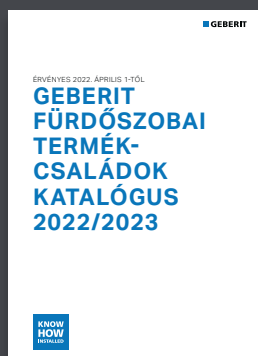 GEBERIT
ÉRVÉNYES 2022. ÁPRILIS 1-TŐL
GEBERIT
FÜRDŐSZOBAI
TERMÉK-
CSALÁDOK
KATALÓGUS
2022/2023
KNOW
HOW
INSTALLED